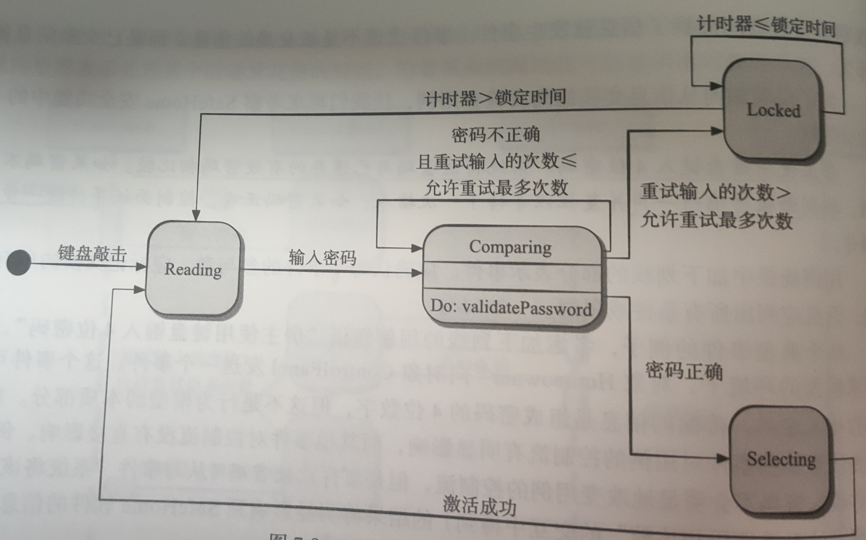 计时器≤锁定时间
Locked
计时器>锁定时间
密码不正确
且重试输入的次数≤
允许重试最多次数
重试输入的次数>
允许重试最多次数
键盘敲击
Reading
输入密码
Comparing
Do: validatePassword
密码正确
Selecting
激活成功